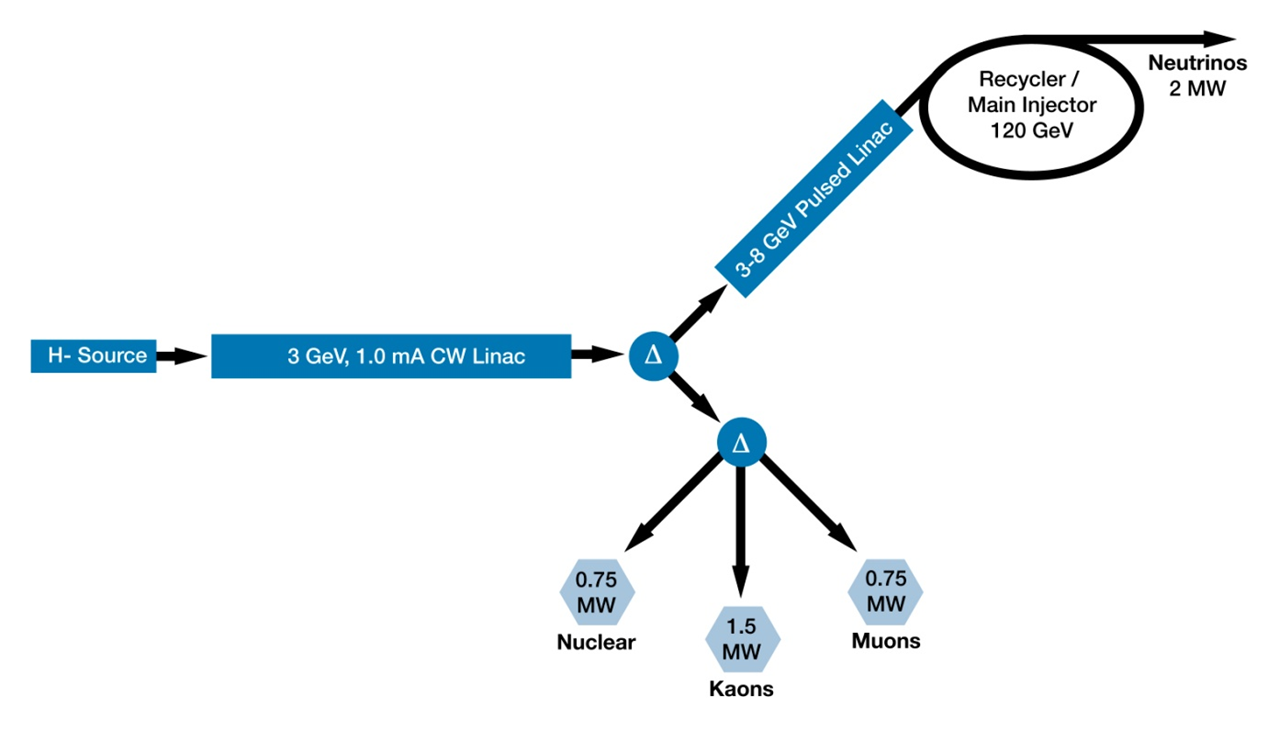 Recycler /
Main Injector
120 GeV
Neutrinos
2 MW
3-8 GeV Pulsed Linac
H- Source
3 GeV, 1.0 mA CW Linac
Δ
Δ
0.75
MW
Nuclear
1.5
MW
Kaons
0.75
MW
Muons